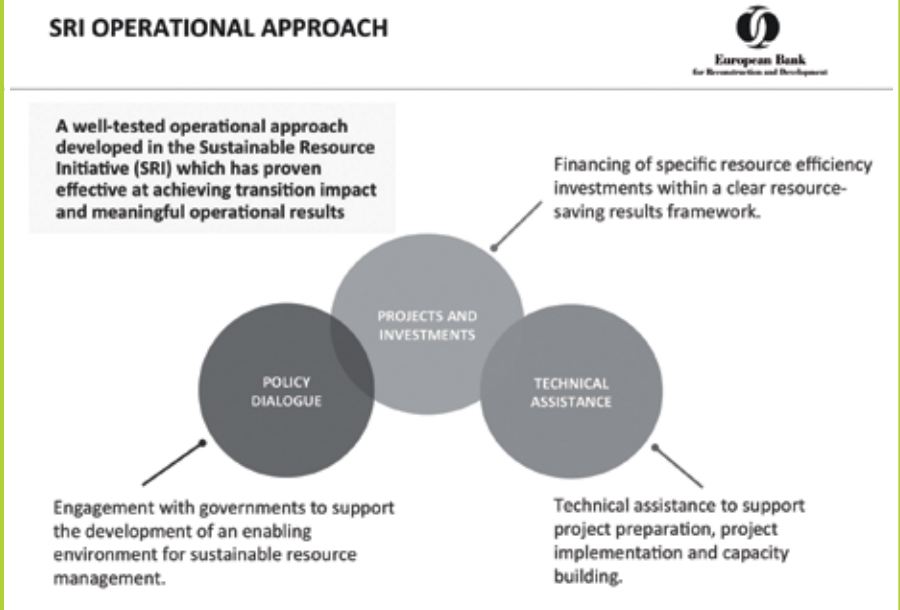 SRI OPERATIONAL APPROACH
European Bank
for Reconstruction and Development
A well-tested operational approach
developed in the Sustainable Resource
Initiative (SRI) which has proven
effective at achieving transition impact
and meaningful operational results
Financing of specific resource efficiency
investments within a clear resource-
saving results framework.
PROJECTS AND
INVESTMENTS
POLICY
DIALOGUE
TECHNICAL
ASSISTANCE
Engagement with governments to support
the development of an enabling
environment for sustainable resource
management.
Technical assistance to support
project preparation, project
implementation and capacity
building.